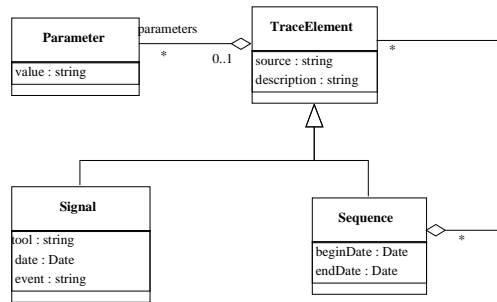 Parameter
value : string
parameters
*
0..1
TraceElement
source : string
description : string
*
Signal
tool : string
date : Date
event : string
Sequence
beginDate : Date
endDate : Date
*